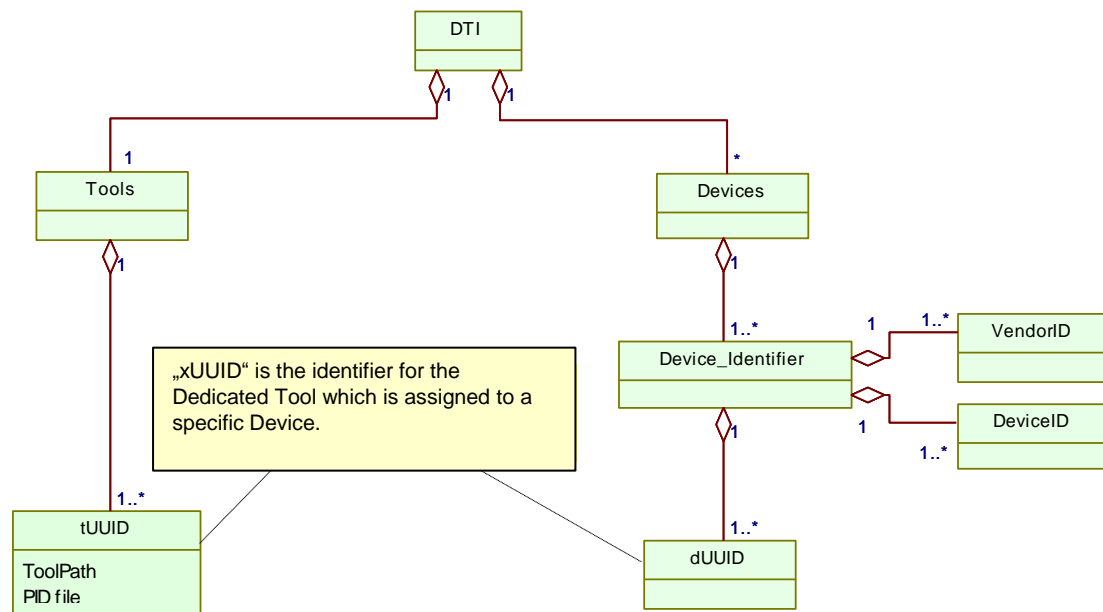 DTI
1
1
1
*
Tools
Devices
1
1
1..*
1
1..*
VendorID
Device_Identifier
„xUUID“ is the identifier for the
Dedicated Tool which is assigned to a
specific Device.
1
1
DeviceID
1..*
1..*
1..*
tUUID
dUUID
ToolPath
PID file